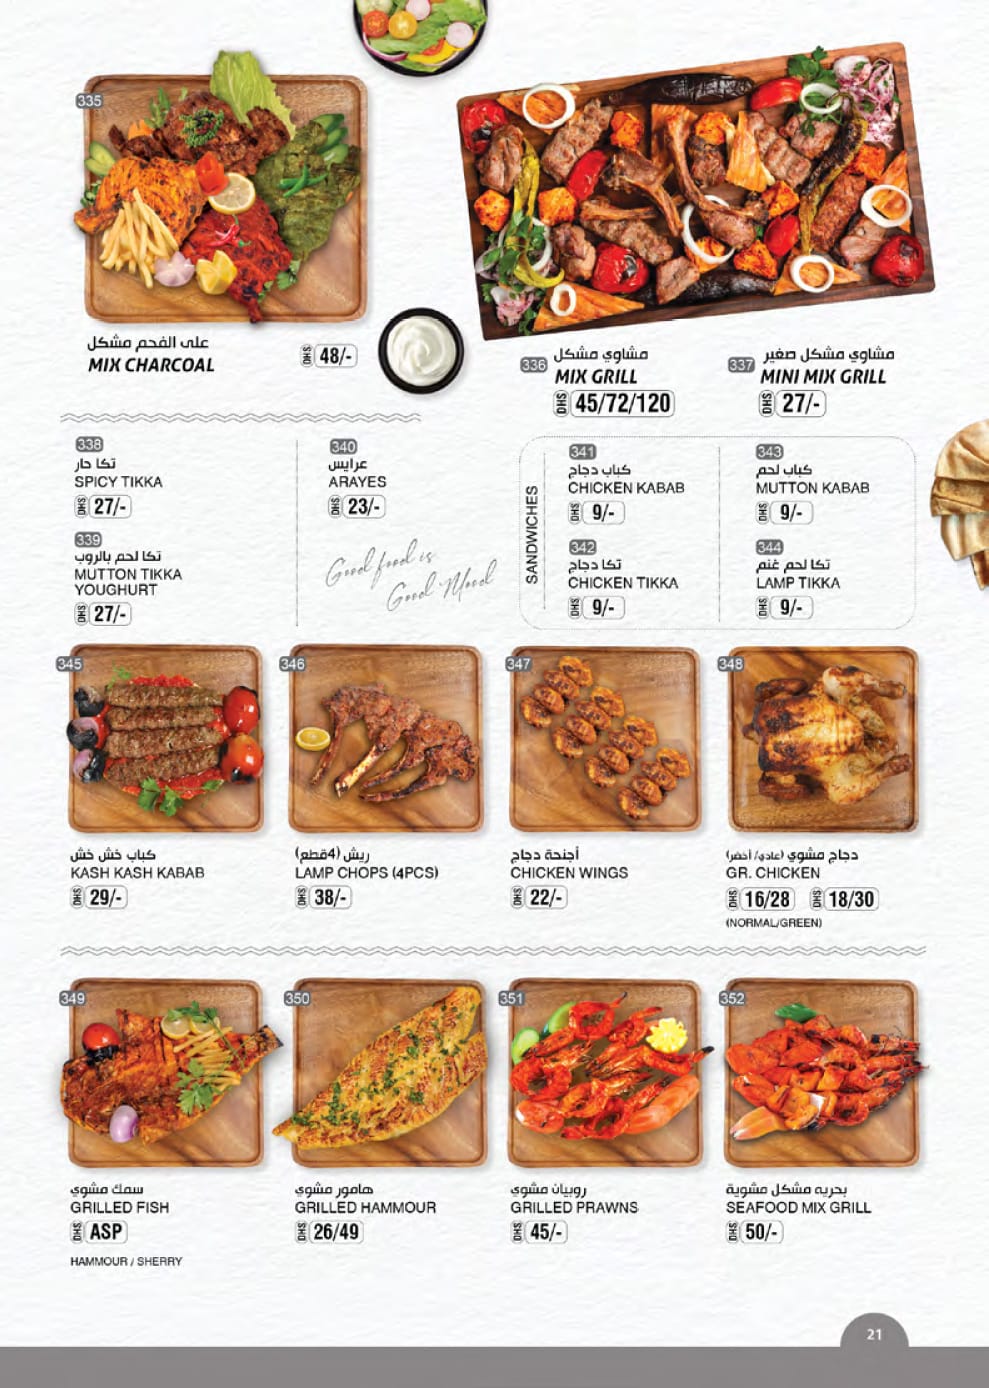 335
على الفحم مشكل
MIX CHARCOAL
DHS 48/-
336
مشاوي مشكل
MIX GRILL
DHS 45/72/120
337
مشاوي مشكل صغير
MINI MIX GRILL
DHS 27/-
338
تكا حار
SPICY TIKKA
DHS 27/-
339
تكا لحم بالروب
MUTTON TIKKA
YOUGHURT
DHS 27/-
340
عرايس
ARAYES
DHS 23/-
Good food is
Good Mood
SANDWICHES
341
كباب دجاج
CHICKEN KABAB
DHS 9/-
342
تكا دجاج
CHICKEN TIKKA
DHS 9/-
343
كباب لحم
MUTTON KABAB
DHS 9/-
344
تكا لحم غنم
LAMP TIKKA
DHS 9/-
345
كباب خش خش
KASH KASH KABAB
DHS 29/-
346
ريش (4قطع)
LAMP CHOPS (4PCS)
DHS 38/-
347
أجنحة دجاج
CHICKEN WINGS
DHS 22/-
348
دجاج مشوي (عادي/ أخضر)
GR. CHICKEN
DHS 16/28 DHS 18/30
(NORMAL/GREEN)
349
سمك مشوي
GRILLED FISH
DHS ASP
HAMMOUR / SHERRY
350
هامور مشوي
GRILLED HAMMOUR
DHS 26/49
351
روبيان مشوي
GRILLED PRAWNS
DHS 45/-
352
بحريه مشكل مشوية
SEAFOOD MIX GRILL
DHS 50/-
21